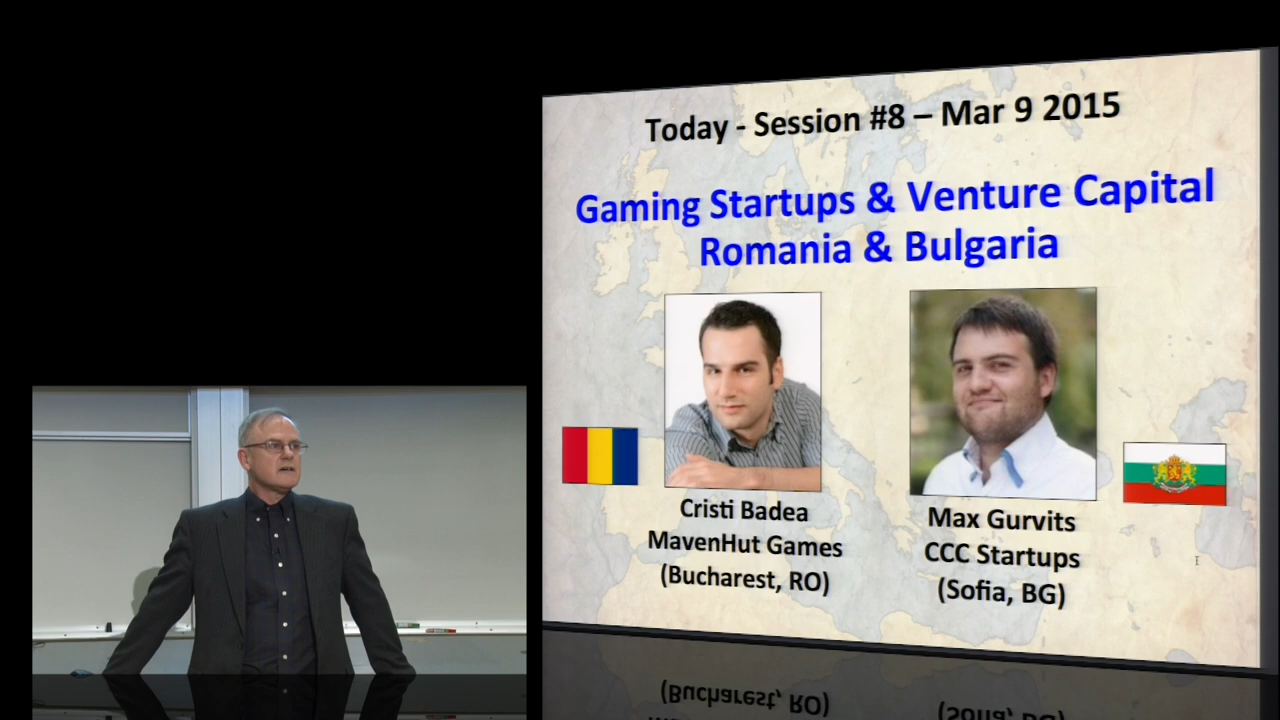 Today - Session #8 – Mar 9 2015
Gaming Startups & Venture Capital
Romania & Bulgaria
Cristi Badea
MavenHut Games
(Bucharest, RO)
Max Gurvits
CCC Startups
(Sofia, BG)